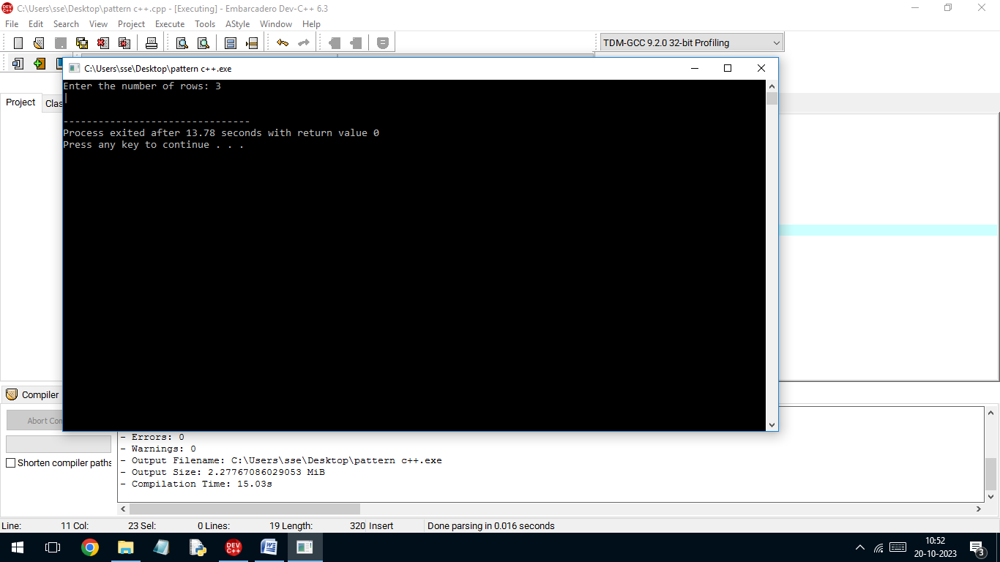 C:\Users\sse\Desktop\pattern c++.cpp - [Executing] - Embarcadero Dev-C++ 6.3
File Edit Search View Project Execute Tools AStyle Window Help
TDM-GCC 9.2.0 32-bit Profiling
C:\Users\sse\Desktop\pattern c++.exe
Enter the number of rows: 3
|
--------------------------------
Process exited after 13.78 seconds with return value 0
Press any key to continue . . .
Project Clas
Compiler
Abort Con
Shorten compiler paths
- Errors: 0
- Warnings: 0
- Output Filename: C:\Users\sse\Desktop\pattern c++.exe
- Output Size: 2.27767086029053 MiB
- Compilation Time: 15.03s
Line: 11 Col: 23 Sel: 0 Lines: 19 Length: 320 Insert Done parsing in 0.016 seconds
DEV C++
10:52
20-10-2023
3